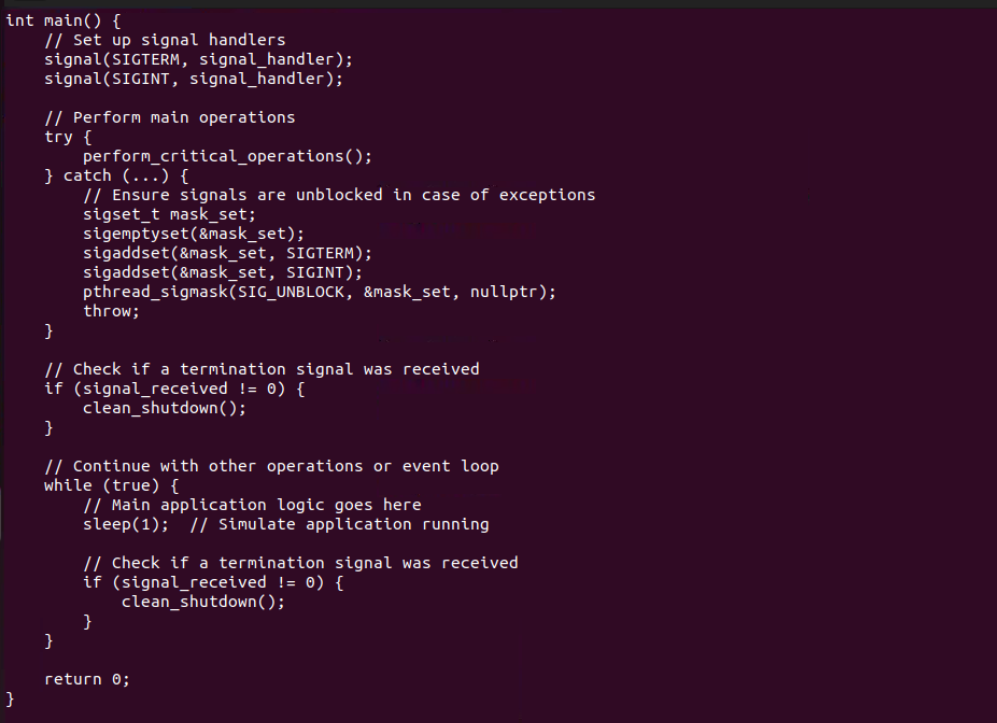 int main() {
    // Set up signal handlers
    signal(SIGTERM, signal_handler);
    signal(SIGINT, signal_handler);

    // Perform main operations
    try {
        perform_critical_operations();
    } catch (...) {
        // Ensure signals are unblocked in case of exceptions
        sigset_t mask_set;
        sigemptyset(&mask_set);
        sigaddset(&mask_set, SIGTERM);
        sigaddset(&mask_set, SIGINT);
        pthread_sigmask(SIG_UNBLOCK, &mask_set, nullptr);
        throw;
    }

    // Check if a termination signal was received
    if (signal_received != 0) {
        clean_shutdown();
    }

    // Continue with other operations or event loop
    while (true) {
        // Main application logic goes here
        sleep(1);  // Simulate application running

        // Check if a termination signal was received
        if (signal_received != 0) {
            clean_shutdown();
        }
    }

    return 0;
}